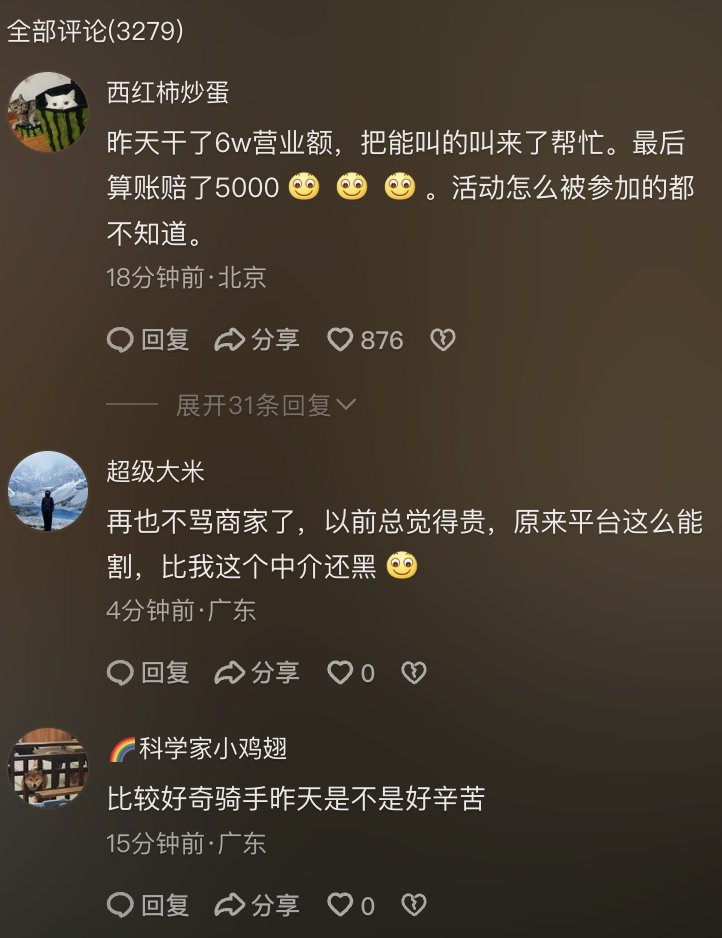 全部评论(3279)
西红柿炒蛋
昨天干了6w营业额，把能叫的叫来了帮忙。最后
算账赔了5000 🙄 🙄 🙄 。活动怎么被参加的都
不知道。
18分钟前·北京
回复 分享 876
展开31条回复
超级大米
再也不骂商家了，以前总觉得贵，原来平台这么能
割，比我这个中介还黑 🙄
4分钟前·广东
回复 分享 0
🌈科学家小鸡翅
比较好奇骑手昨天是不是好辛苦
15分钟前·广东
回复 分享 0